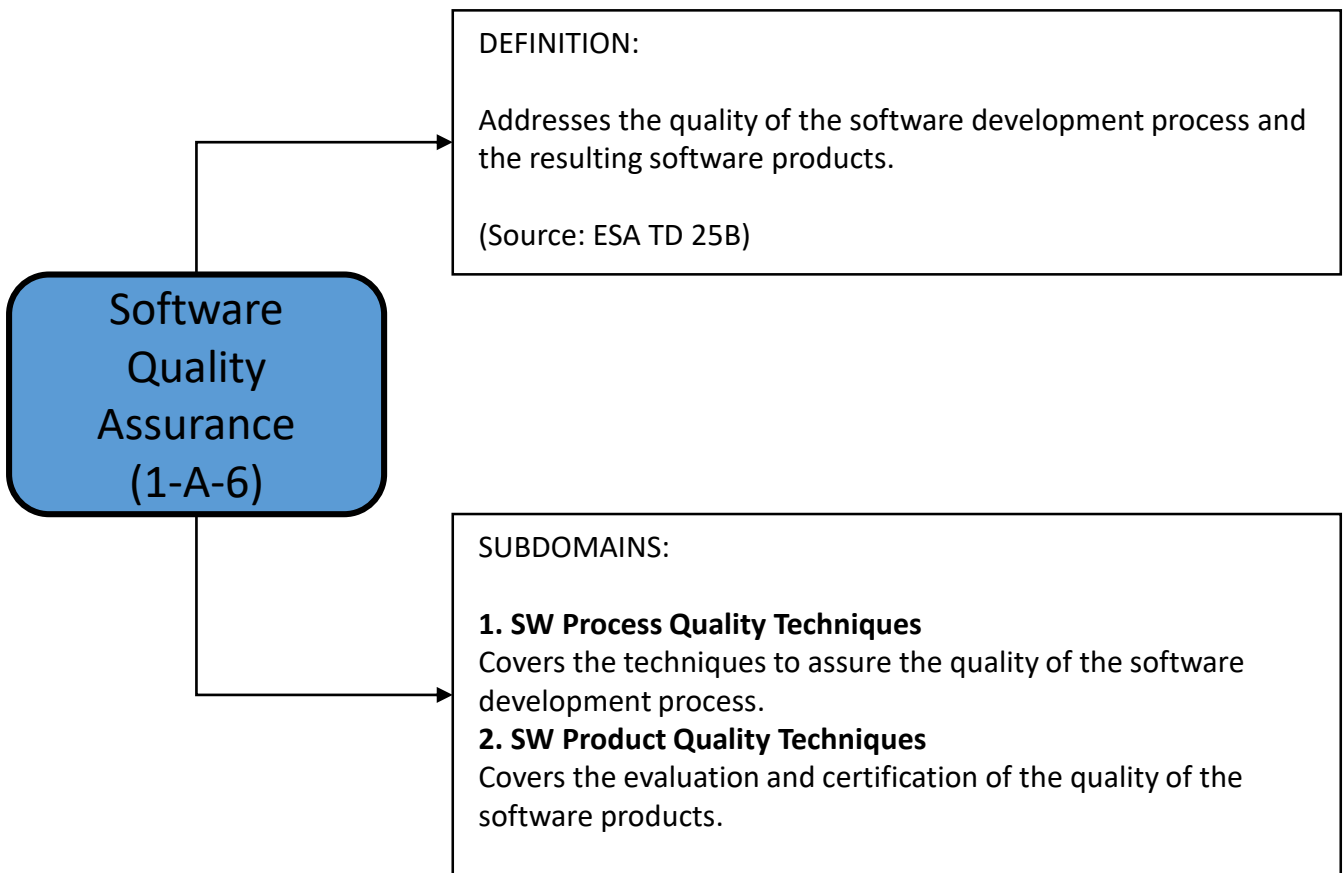 DEFINITION:
Addresses the quality of the software development process and
the resulting software products.
(Source: ESA TD 25B)
Software
Quality
Assurance
(1-A-6)
SUBDOMAINS:
1. SW Process Quality Techniques
Covers the techniques to assure the quality of the software
development process.
2. SW Product Quality Techniques
Covers the evaluation and certification of the quality of the
software products.